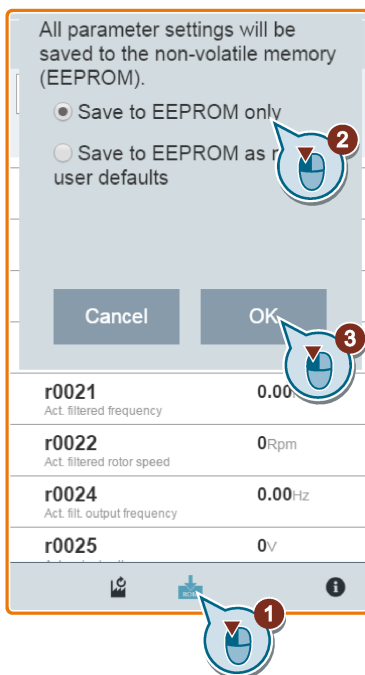 All parameter settings will be
saved to the non-volatile memory
(EEPROM).
Save to EEPROM only
2
Save to EEPROM as
user defaults
Cancel
OK
3
r0021
0.00
Act. filtered frequency
r0022
0Rpm
Act. filtered rotor speed
r0024
0.00Hz
Act. filt. output frequency
r0025
0V
1